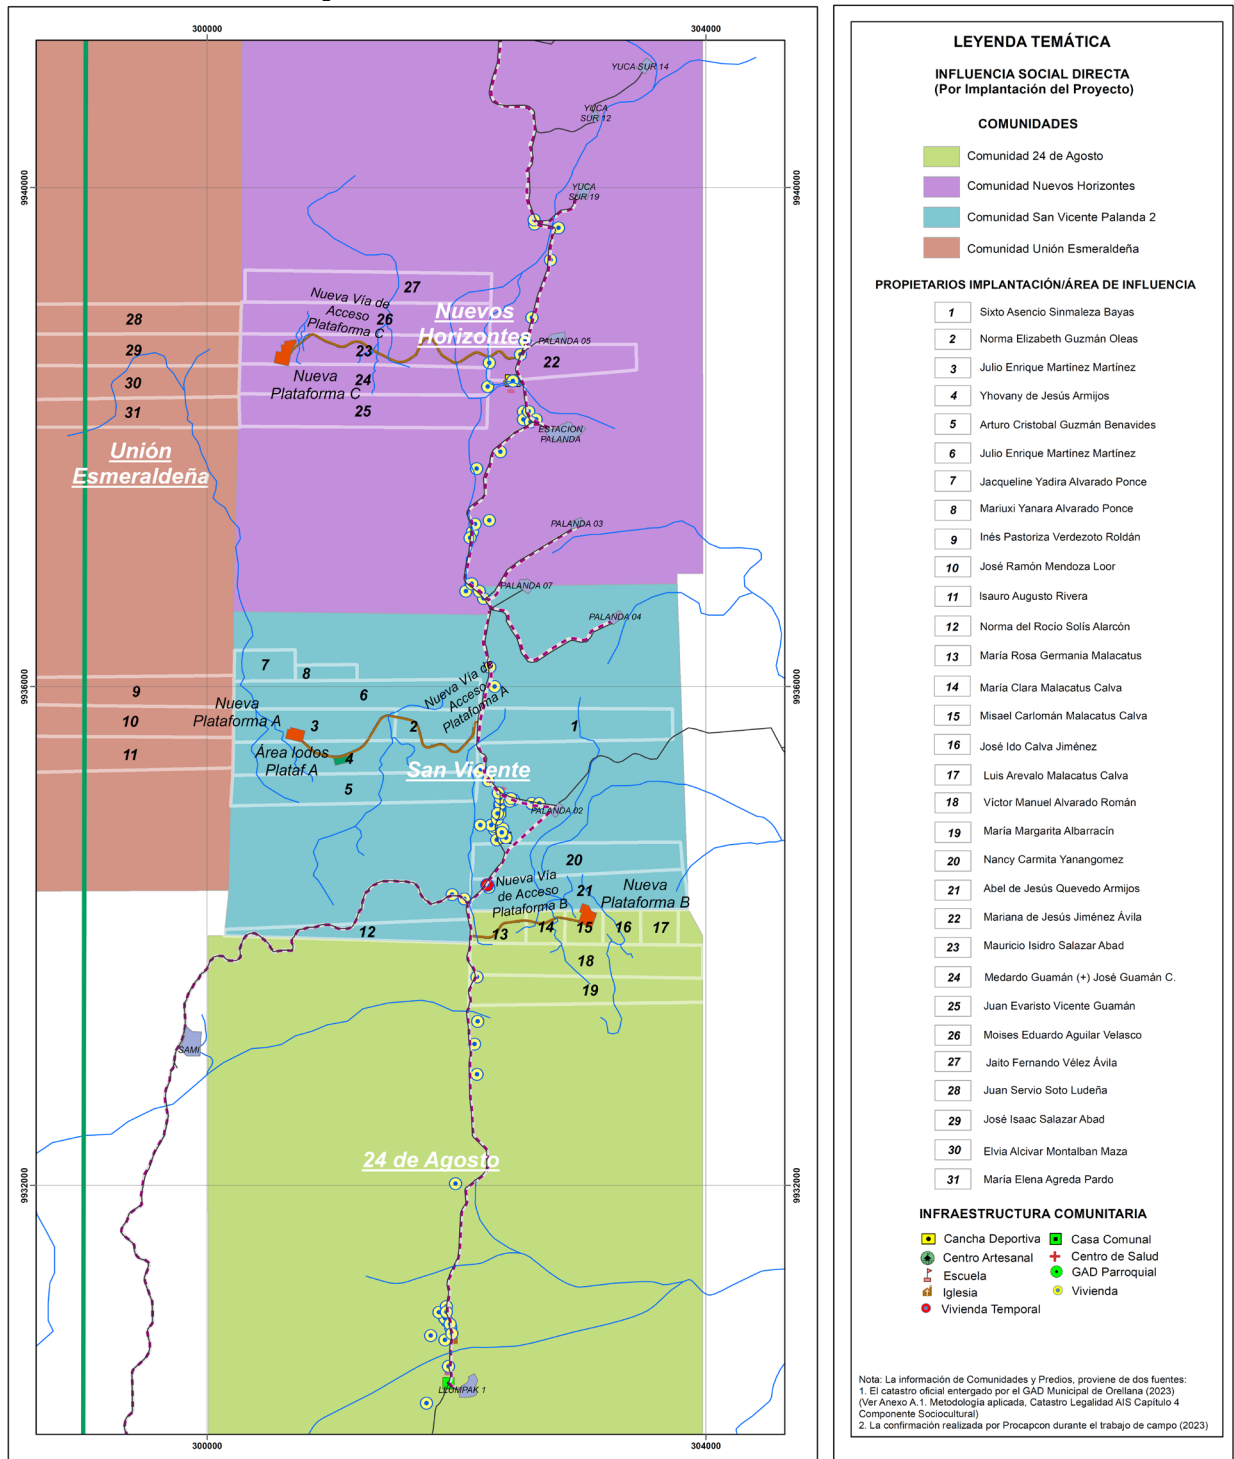 300000
304000
9940000
9940000
YUCA SUR 14
YUCA
SUR 12
YUCA
SUR 19
27
Nueva Vía de
Acceso
Plataforma C
26
Nuevos
Horizontes
28
29
23
PALANDA 05
22
30
Nueva
Plataforma C
24
31
25
ESTACIÓN
PALANDA
Unión
Esmeraldeña
PALANDA 03
PALANDA 07
PALANDA 04
7
8
9936000
9936000
9
6
Nueva Vía de
Acceso
Plataforma A
Nueva
Plataforma A
10
3
2
1
11
Área lodos
Plataf A
4
San Vicente
5
PALANDA 02
20
Nueva Vía
de Acceso
Plataforma B
21
Nueva
Plataforma B
12
13
14
15
16
17
18
19
SAMI
24 de Agosto
9932000
9932000
LLUMPAK 1
300000
304000
LEYENDA TEMÁTICA
INFLUENCIA SOCIAL DIRECTA
(Por Implantación del Proyecto)
COMUNIDADES
Comunidad 24 de Agosto
Comunidad Nuevos Horizontes
Comunidad San Vicente Palanda 2
Comunidad Unión Esmeraldeña
PROPIETARIOS IMPLANTACIÓN/ÁREA DE INFLUENCIA
1 Sixto Asencio Sinmaleza Bayas
2 Norma Elizabeth Guzmán Oleas
3 Julio Enrique Martínez Martínez
4 Yhovany de Jesús Armijos
5 Arturo Cristobal Guzmán Benavides
6 Julio Enrique Martínez Martínez
7 Jacqueline Yadira Alvarado Ponce
8 Mariuxi Yanara Alvarado Ponce
9 Inés Pastoriza Verdezoto Roldán
10 José Ramón Mendoza Loor
11 Isauro Augusto Rivera
12 Norma del Rocío Solís Alarcón
13 María Rosa Germania Malacatus
14 María Clara Malacatus Calva
15 Misael Carlomán Malacatus Calva
16 José Ido Calva Jiménez
17 Luis Arevalo Malacatus Calva
18 Víctor Manuel Alvarado Román
19 María Margarita Albarracín
20 Nancy Carmita Yanangomez
21 Abel de Jesús Quevedo Armijos
22 Mariana de Jesús Jiménez Ávila
23 Mauricio Isidro Salazar Abad
24 Medardo Guamán (+) José Guamán C.
25 Juan Evaristo Vicente Guamán
26 Moises Eduardo Aguilar Velasco
27 Jaito Fernando Vélez Ávila
28 Juan Servio Soto Ludeña
29 José Isaac Salazar Abad
30 Elvia Alcivar Montalban Maza
31 María Elena Agreda Pardo
INFRAESTRUCTURA COMUNITARIA
Cancha Deportiva
Casa Comunal
Centro Artesanal
Centro de Salud
Escuela
GAD Parroquial
Iglesia
Vivienda
Vivienda Temporal
Nota: La información de Comunidades y Predios, proviene de dos fuentes:
1. El catastro oficial entergado por el GAD Municipal de Orellana (2023)
(Ver Anexo A.1. Metodología aplicada, Catastro Legalidad AIS Capítulo 4
Componente Sociocultural)
2. La confirmación realizada por Procapcon durante el trabajo de campo (2023)